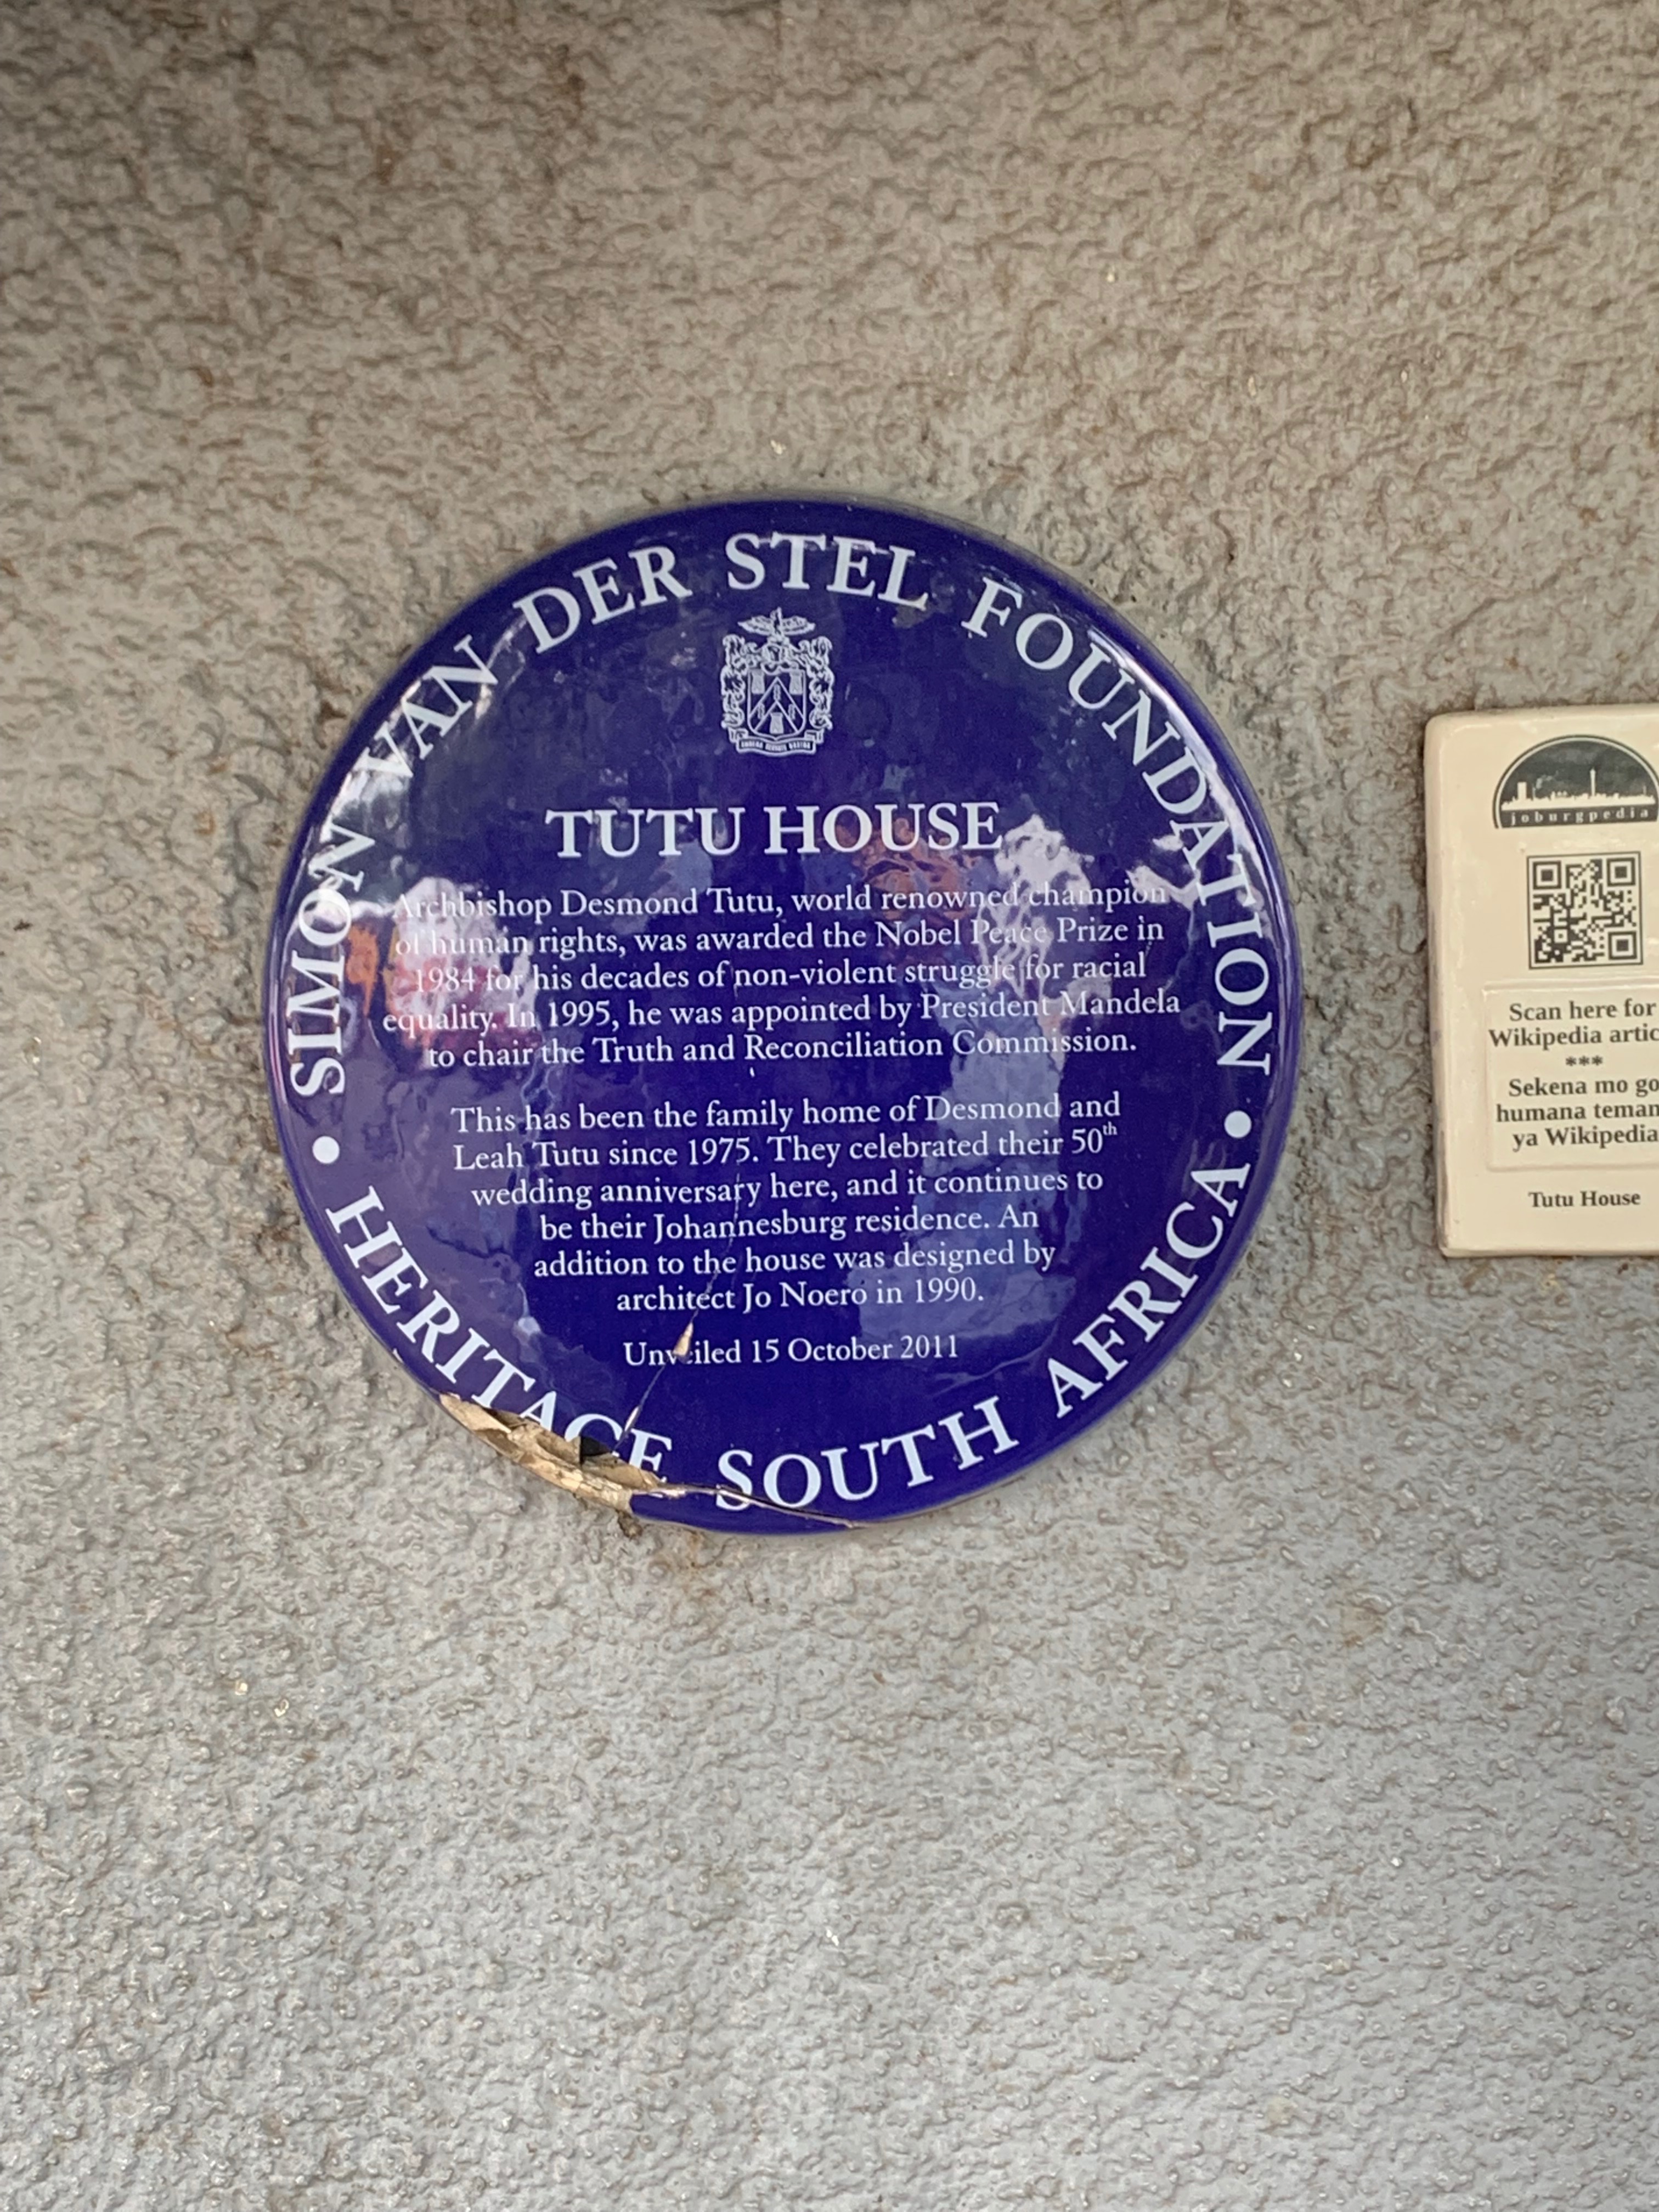 SIMON VAN DER STEL FOUNDATION
TUTU HOUSE
Archbishop Desmond Tutu, world renowned champion
of human rights, was awarded the Nobel Peace Prize in
1984 for his decades of non-violent struggle for racial
equality. In 1995, he was appointed by President Mandela
to chair the Truth and Reconciliation Commission.
This has been the family home of Desmond and
Leah Tutu since 1975. They celebrated their 50th
wedding anniversary here, and it continues to
be their Johannesburg residence. An
addition to the house was designed by
architect Jo Noero in 1990.
Unveiled 15 October 2011
• HERITAGE SOUTH AFRICA •
joburgpedia
Scan here for
Wikipedia artic
***
Sekena mo go
humana teman
ya Wikipedia
Tutu House